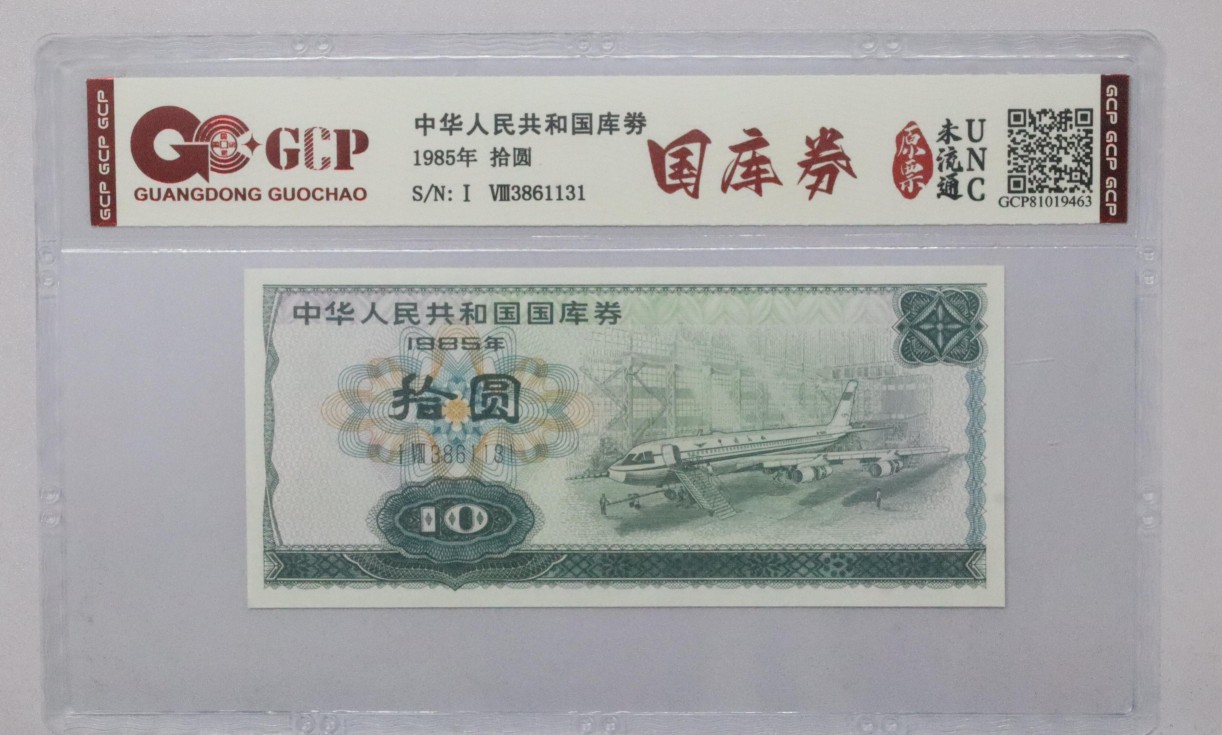 GCP GCP GCP
GCP
GUANGDONG GUOCHAO
中华人民共和国库券
1985年 拾圆
S/N: I Ⅷ3861131
国库券
原票
未流通
UNC
GCP81019463
GCP GCP GCP
中华人民共和国国库券
1985年
拾圆
I Ⅷ3861131
10